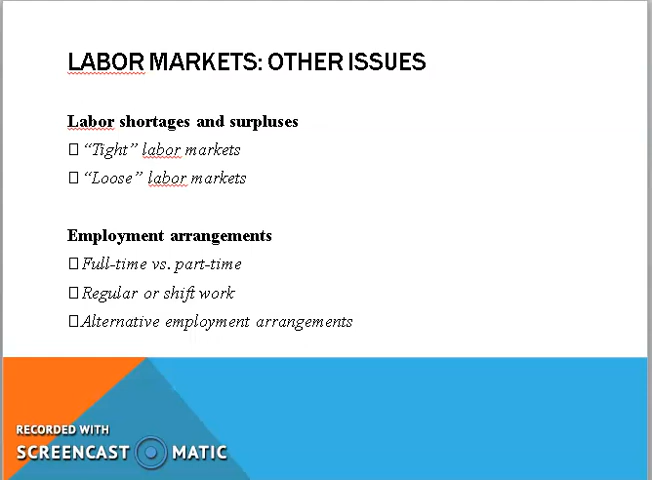 LABOR MARKETS: OTHER ISSUES
Labor shortages and surpluses
“Tight” labor markets
“Loose” labor markets
Employment arrangements
Full-time vs. part-time
Regular or shift work
Alternative employment arrangements
RECORDED WITH
SCREENCAST MATIC